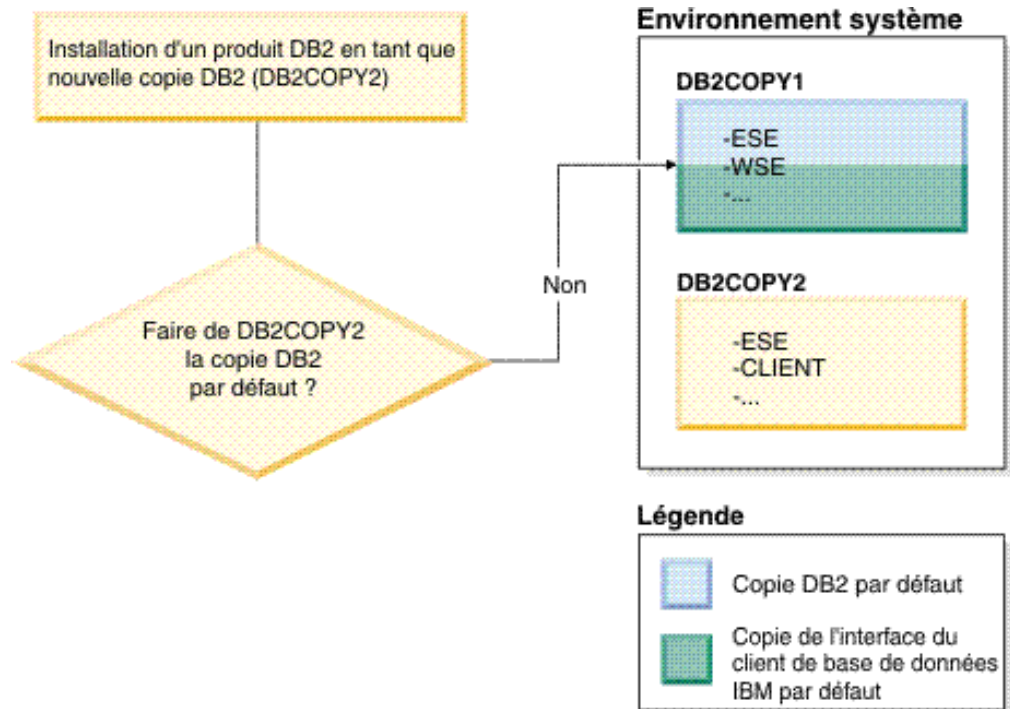 Installation d'un produit DB2 en tant que
nouvelle copie DB2 (DB2COPY2)
Faire de DB2COPY2
la copie DB2
par défaut ?
Non
Environnement système
DB2COPY1
-ESE
-WSE
-...
DB2COPY2
-ESE
-CLIENT
-...
Légende
Copie DB2 par défaut
Copie de l'interface du
client de base de données
IBM par défaut